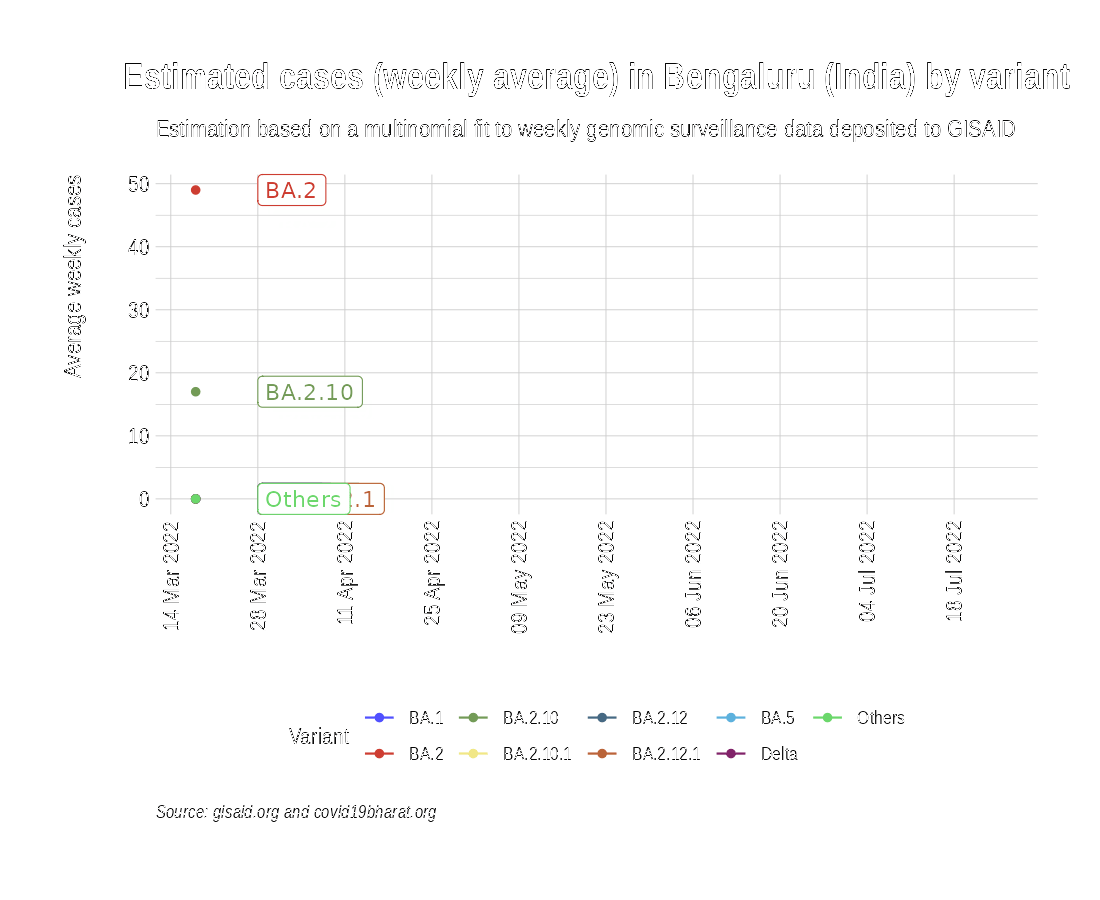 Estimated cases (weekly average) in Bengaluru (India) by variant
Estimation based on a multinomial fit to weekly genomic surveillance data deposited to GISAID
Average weekly cases
50
40
30
20
10
0
BA.2
BA.2.10
Others .1
14 Mar 2022
28 Mar 2022
11 Apr 2022
25 Apr 2022
09 May 2022
23 May 2022
06 Jun 2022
20 Jun 2022
04 Jul 2022
18 Jul 2022
Variant
BA.1 BA.2.10 BA.2.12 BA.5 Others
BA.2 BA.2.10.1 BA.2.12.1 Delta
Source: gisaid.org and covid19bharat.org